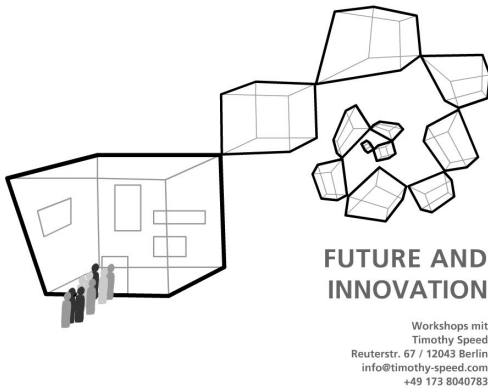 FUTURE AND
INNOVATION
Workshops mit
Timothy Speed
Reuterstr. 67 / 12043 Berlin
info@timothy-speed.com
+49 173 8040783